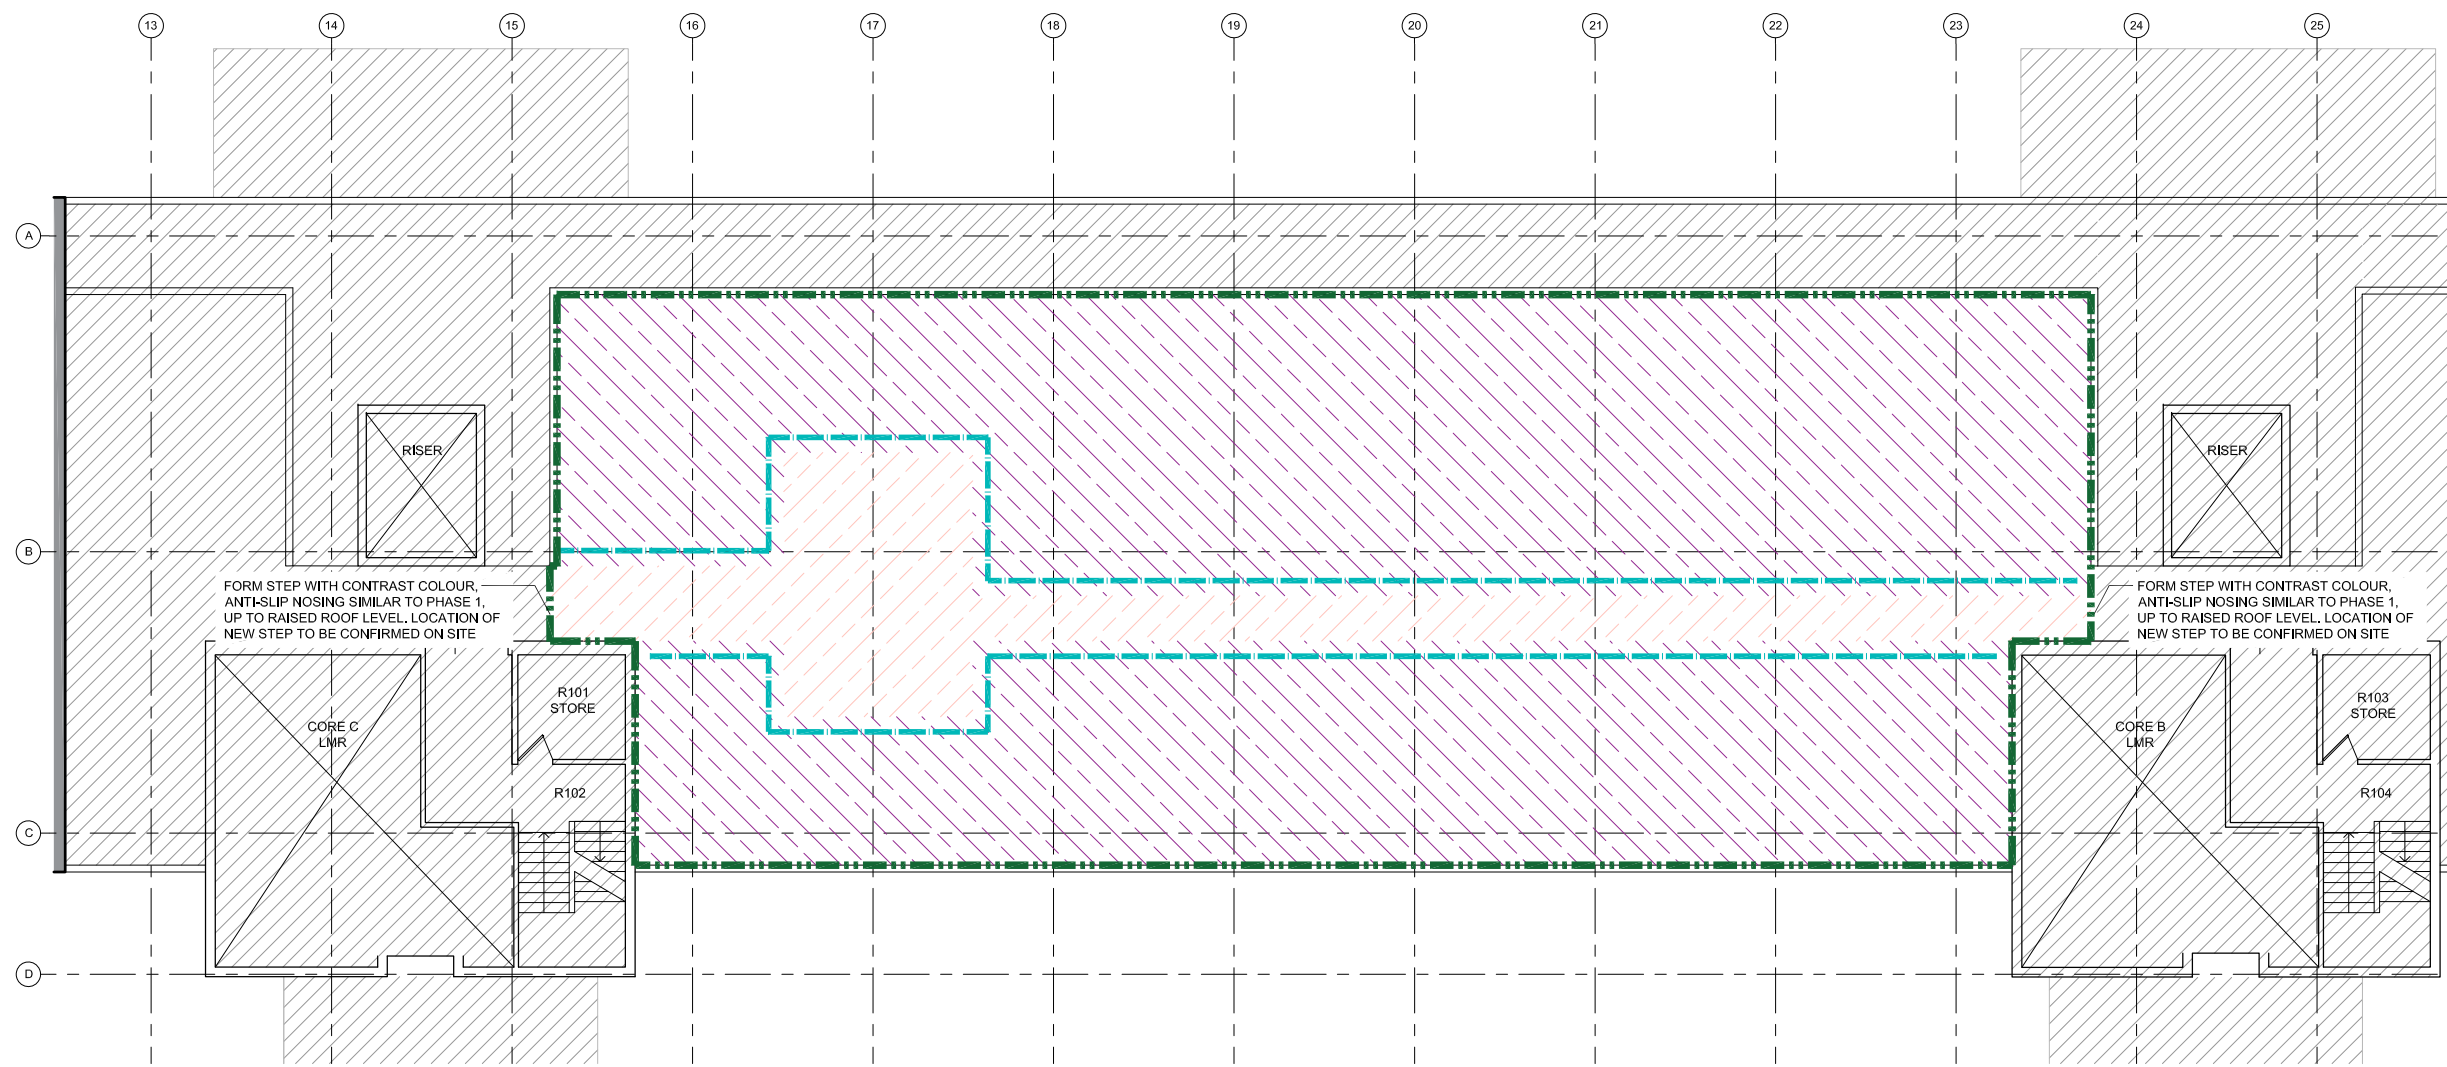 13
14
15
16
17
18
19
20
21
22
23
24
25
A
B
C
D
RISER
RISER
FORM STEP WITH CONTRAST COLOUR,
ANTI-SLIP NOSING SIMILAR TO PHASE 1,
UP TO RAISED ROOF LEVEL. LOCATION OF
NEW STEP TO BE CONFIRMED ON SITE
FORM STEP WITH CONTRAST COLOUR,
ANTI-SLIP NOSING SIMILAR TO PHASE 1,
UP TO RAISED ROOF LEVEL. LOCATION OF
NEW STEP TO BE CONFIRMED ON SITE
R101
STORE
CORE C
LMR
R102
R103
STORE
CORE B
LMR
R104